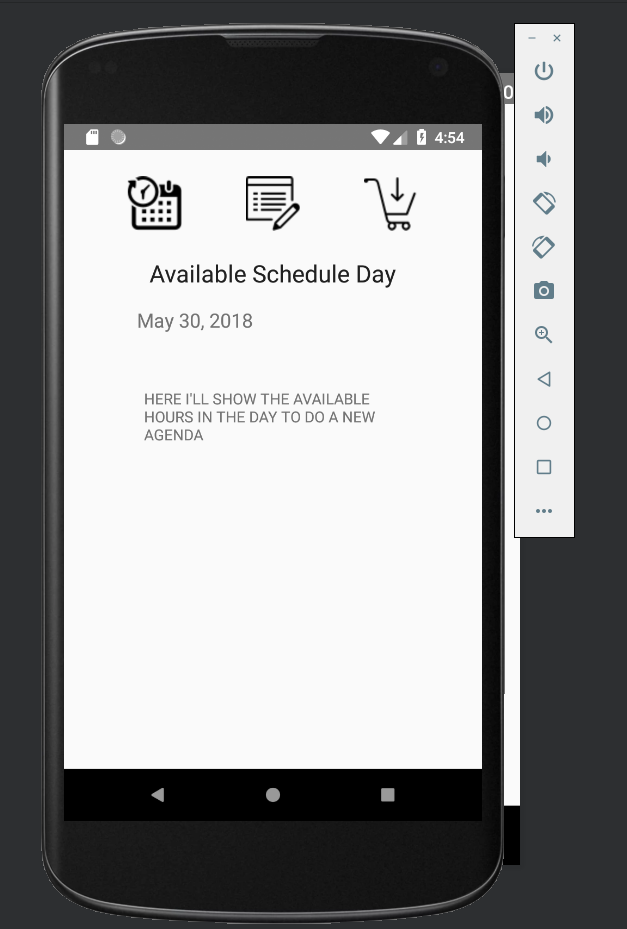 4:54
0
Available Schedule Day
May 30, 2018
HERE I'LL SHOW THE AVAILABLE
HOURS IN THE DAY TO DO A NEW
AGENDA